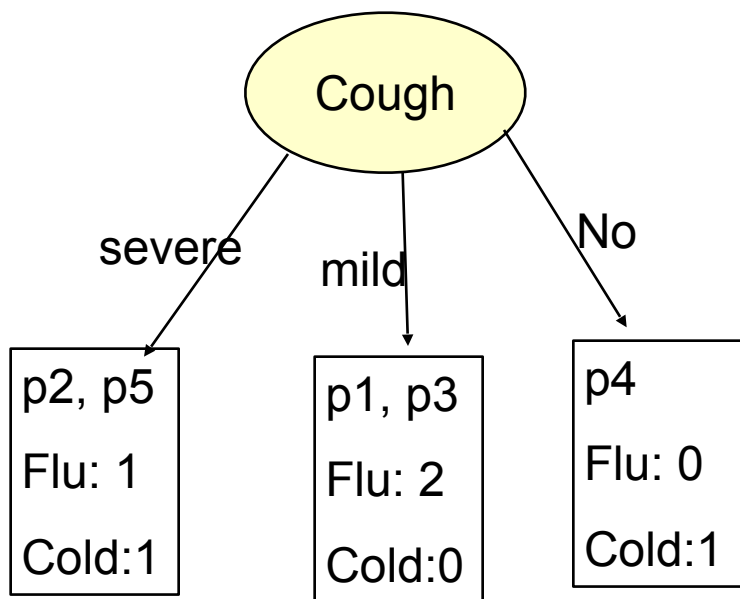 Cough
severe
mild
No
p2, p5
Flu: 1
Cold:1
p1, p3
Flu: 2
Cold:0
p4
Flu: 0
Cold:1